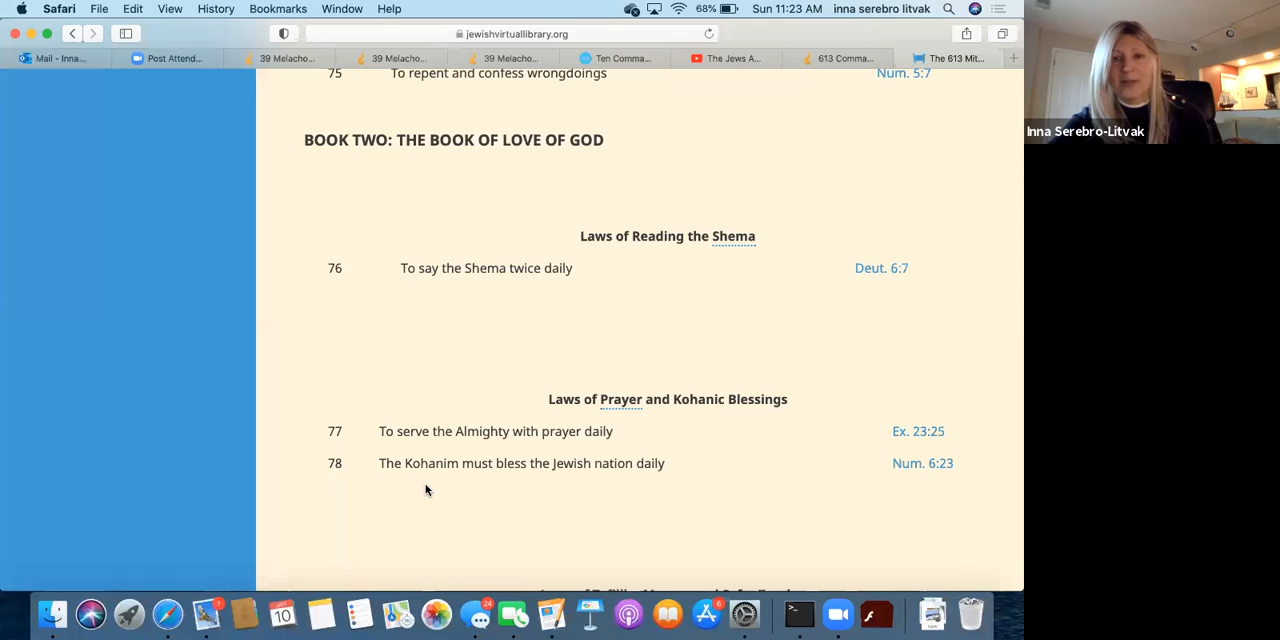 Safari File Edit View History Bookmarks Window Help 68% Sun 11:23 AM inna serebro litvak
jewishvirtuallibrary.org
Mail - Inna... Post Attend... 39 Melacho... 39 Melacho... 39 Melacho... Ten Comma... The Jews A... 613 Comma... The 613 Mit...
75 To repent and confess wrongdoings Num. 5:7
Inna Serebro-Litvak
BOOK TWO: THE BOOK OF LOVE OF GOD
Laws of Reading the Shema
76 To say the Shema twice daily Deut. 6:7
Laws of Prayer and Kohanic Blessings
77 To serve the Almighty with prayer daily Ex. 23:25
78 The Kohanim must bless the Jewish nation daily Num. 6:23